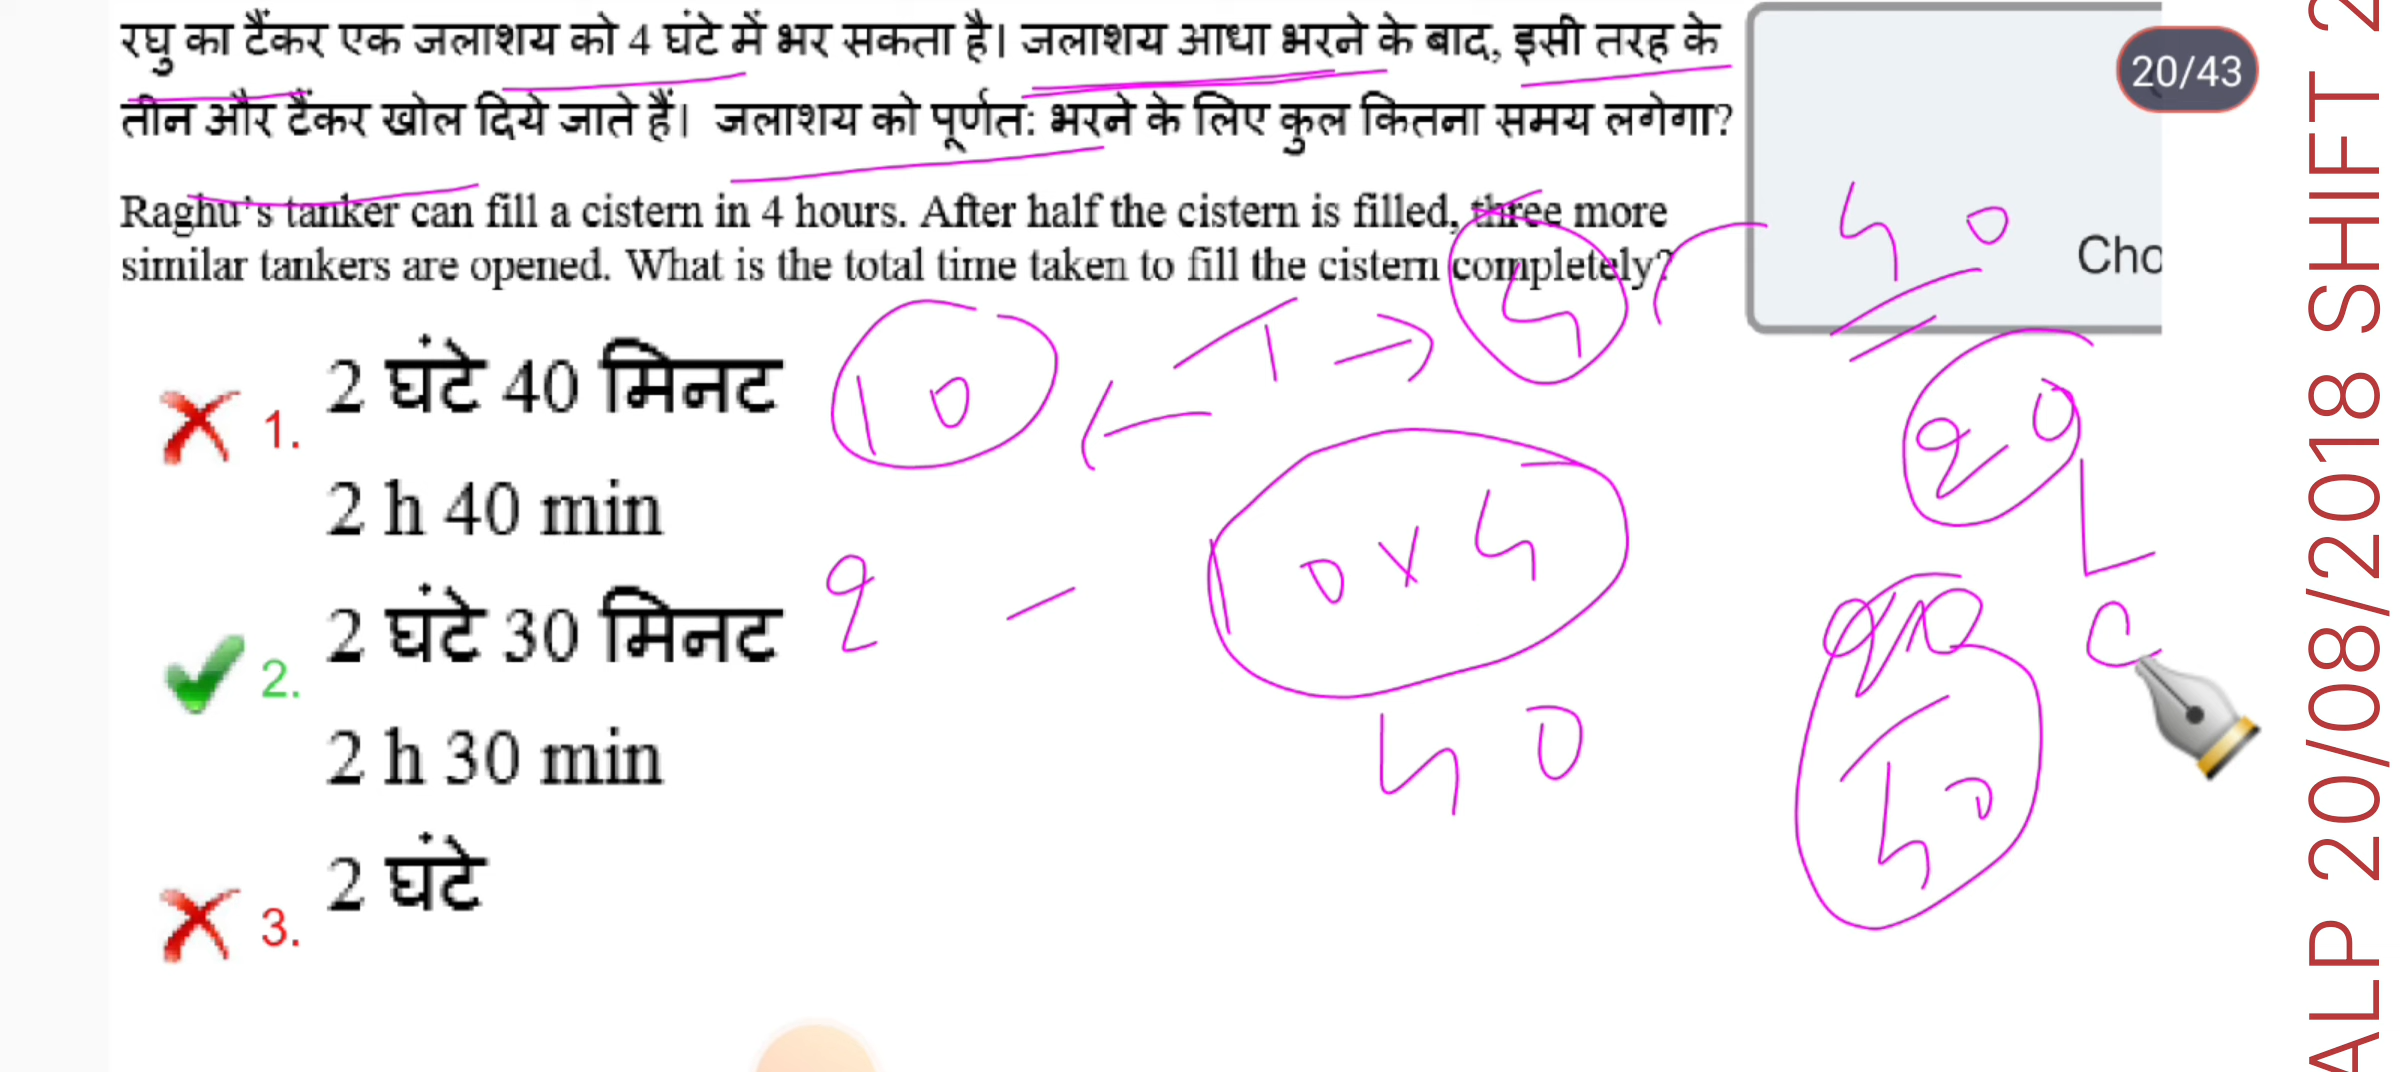 रघु का टैंकर एक जलाशय को 4 घंटे में भर सकता है। जलाशय आधा भरने के बाद, इसी तरह के
तीन और टैंकर खोल दिये जाते हैं। जलाशय को पूर्णत: भरने के लिए कुल कितना समय लगेगा?
20/43
Raghu's tanker can fill a cistern in 4 hours. After half the cistern is filled, three more
similar tankers are opened. What is the total time taken to fill the cistern completely?
40
Cho
10 ← T → 4
20
1. 2 घंटे 40 मिनट
2 h 40 min
2 - 10 x 4
40
2. 2 घंटे 30 मिनट
2 h 30 min
40
3. 2 घंटे
ALP 20/08/2018 SHIFT 2